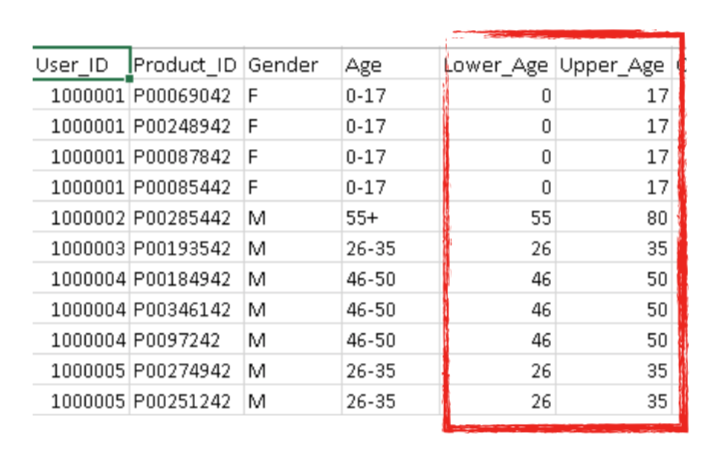 User_ID Product_ID Gender Age Lower_Age Upper_Age
1000001 P00069042 F 0-17 0 17
1000001 P00248942 F 0-17 0 17
1000001 P00087842 F 0-17 0 17
1000001 P00085442 F 0-17 0 17
1000002 P00285442 M 55+ 55 80
1000003 P00193542 M 26-35 26 35
1000004 P00184942 M 46-50 46 50
1000004 P00346142 M 46-50 46 50
1000004 P0097242 M 46-50 46 50
1000005 P00274942 M 26-35 26 35
1000005 P00251242 M 26-35 26 35